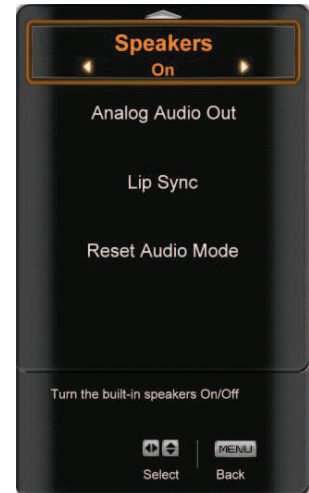 Speakers
On
Analog Audio Out
Lip Sync
Reset Audio Mode
Turn the built-in speakers On/Off
MENU
Select
Back